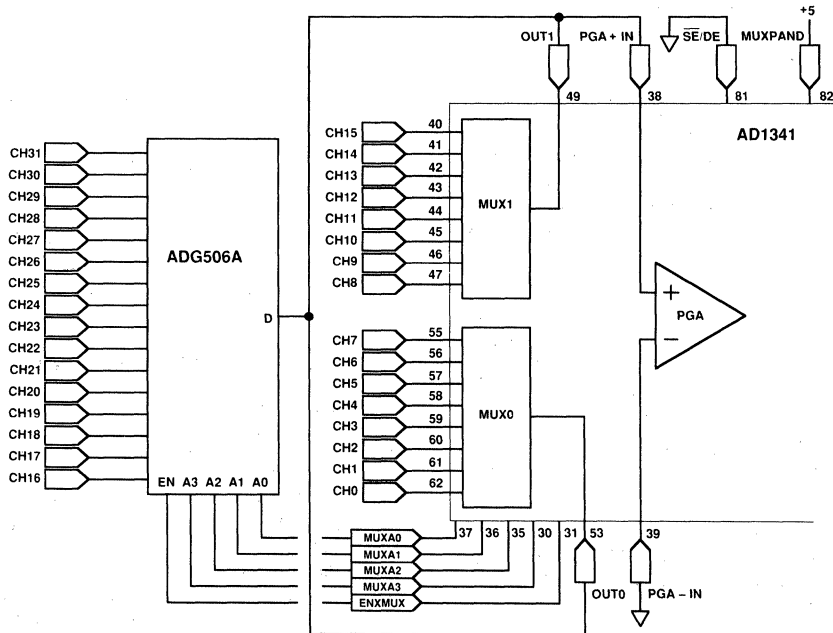 +5
OUT1
PGA + IN
SE/DE
MUXPAND
49
38
81
82
AD1341
CH31
CH30
CH29
CH28
CH27
CH26
CH25
CH24
CH23
CH22
CH21
CH20
CH19
CH18
CH17
CH16
ADG506A
D
EN A3 A2 A1 A0
CH15 40
CH14 41
CH13 42
CH12 43
CH11 44
CH10 45
CH9 46
CH8 47
MUX1
CH7 55
CH6 56
CH5 57
CH4 58
CH3 59
CH2 60
CH1 61
CH0 62
MUX0
+
PGA
−
MUXA0
MUXA1
MUXA2
MUXA3
ENXMUX
37
36
35
30
31
53
39
OUT0
PGA − IN